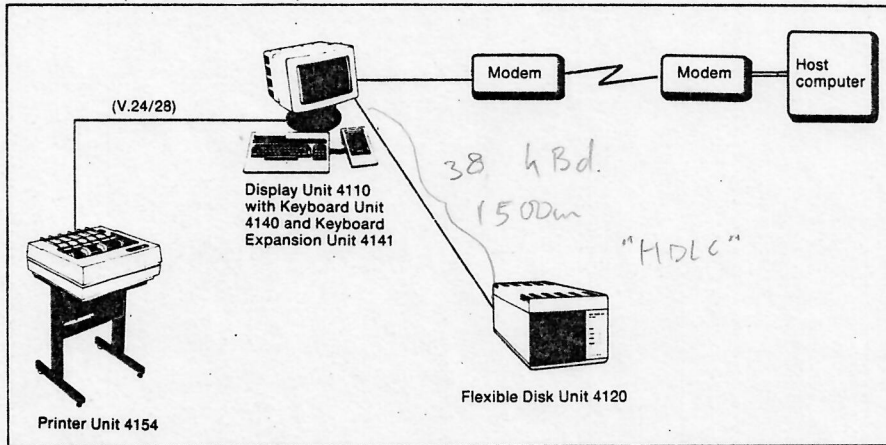 Modem
Modem
Host
computer
(V.24/28)
Display Unit 4110
with Keyboard Unit
4140 and Keyboard
Expansion Unit 4141
38, kBd.
1500m
"HDLC"
Flexible Disk Unit 4120
Printer Unit 4154